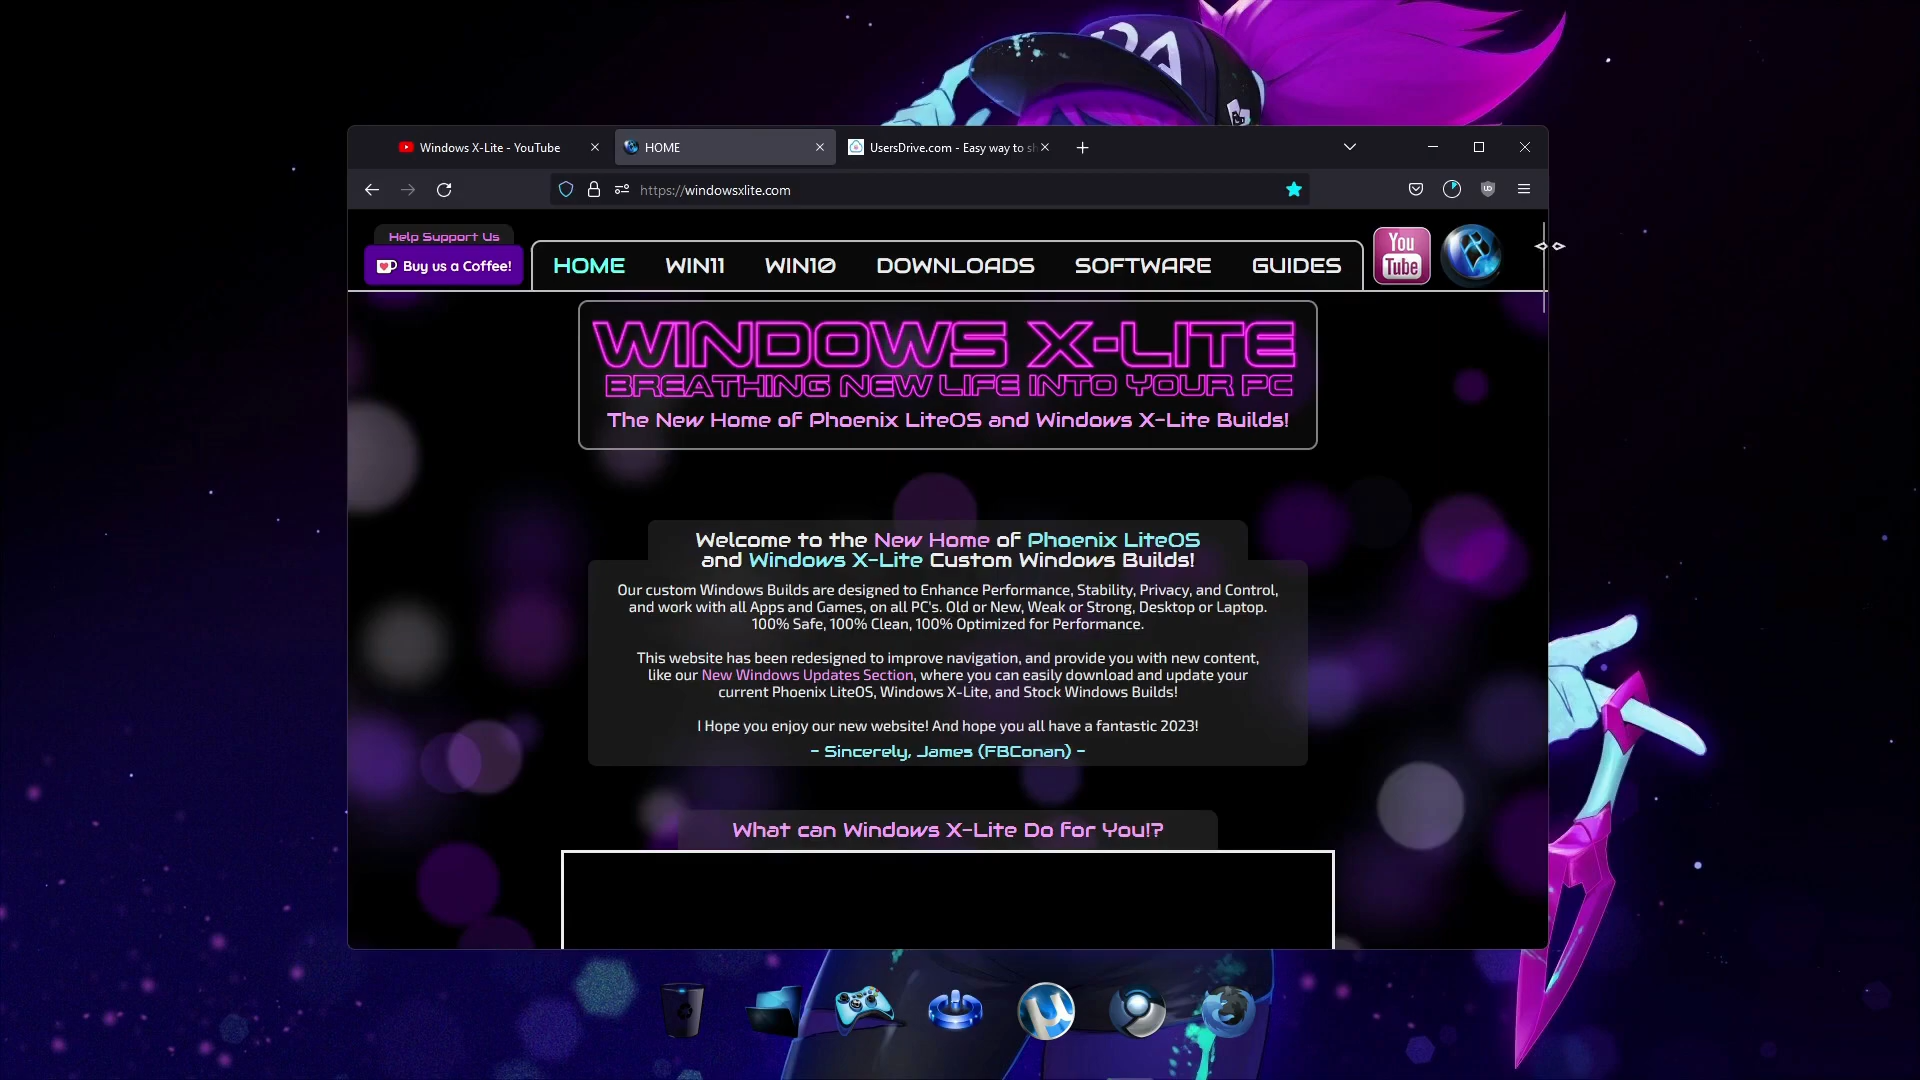 Windows X-Lite - YouTube
HOME
UsersDrive.com - Easy way to sh
https://windowsxlite.com
Help Support Us
Buy us a Coffee!
HOME
WIN11
WIN10
DOWNLOADS
SOFTWARE
GUIDES
You
Tube
WINDOWS X-LITE
BREATHING NEW LIFE INTO YOUR PC
The New Home of Phoenix LiteOS and Windows X-Lite Builds!
Welcome to the New Home of Phoenix LiteOS
and Windows X-Lite Custom Windows Builds!
Our custom Windows Builds are designed to Enhance Performance, Stability, Privacy, and Control,
and work with all Apps and Games, on all PC's. Old or New, Weak or Strong, Desktop or Laptop.
100% Safe, 100% Clean, 100% Optimized for Performance.
This website has been redesigned to improve navigation, and provide you with new content,
like our New Windows Updates Section, where you can easily download and update your
current Phoenix LiteOS, Windows X-Lite, and Stock Windows Builds!
I Hope you enjoy our new website! And hope you all have a fantastic 2023!
- Sincerely, James (FBConan) -
What can Windows X-Lite Do for You!?